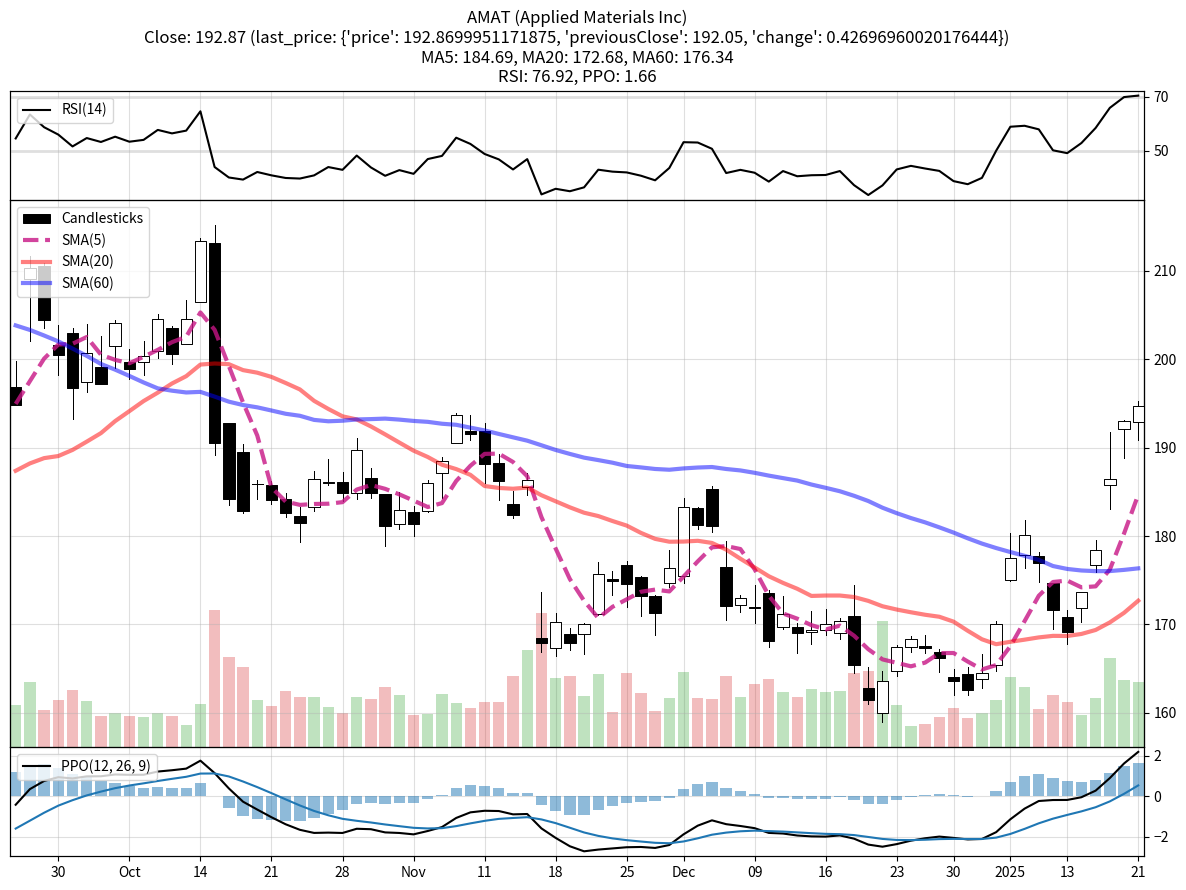 AMAT (Applied Materials Inc)
Close: 192.87 (last_price: {'price': 192.8699951171875, 'previousClose': 192.05, 'change': 0.42696960020176444})
MA5: 184.69, MA20: 172.68, MA60: 176.34
RSI: 76.92, PPO: 1.66
RSI(14)
70
50
Candlesticks
SMA(5)
SMA(20)
SMA(60)
210
200
190
180
170
160
PPO(12, 26, 9)
2
0
−2
30 Oct 14 21 28 Nov 11 18 25 Dec 09 16 23 30 2025 13 21